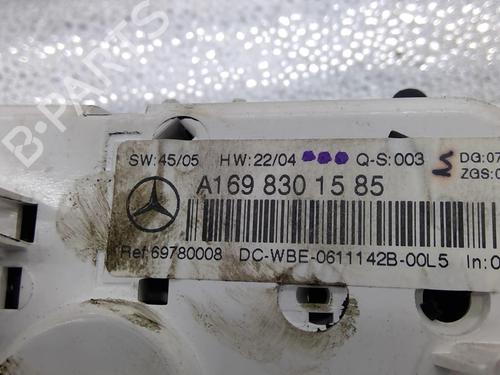 SW: 45/05 HW: 22/04 Q-S: 003 DG: 07
ZGS: 0
A169 830 15 85
Ref: 69780008 DC-WBE-0611142B-00L5 In: 0
B-PARTS